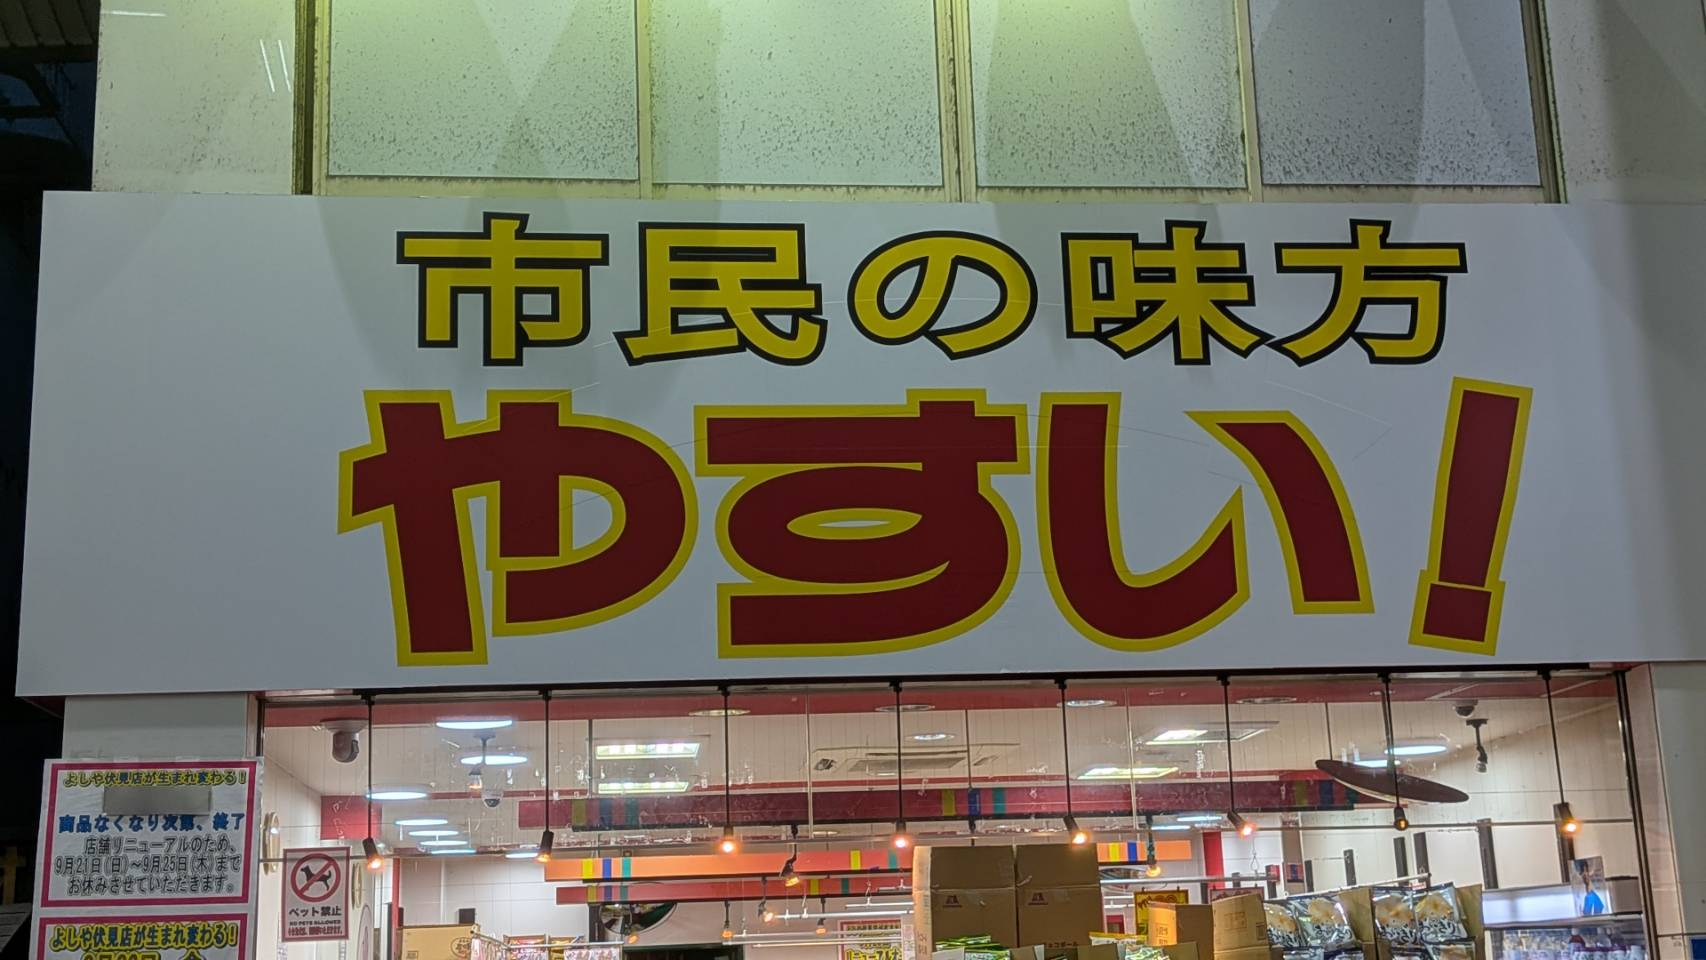 市民の味方
やすい!
よしや伏見店が生まれ変わる!
商品なくなり次第、終了
店舗リニューアルのため、
9月21日(日)~9月25日(木)まで
お休みさせていただきます。
ペット禁止
NO PETS ALLOWED
よしや伏見店が生まれ変わる!